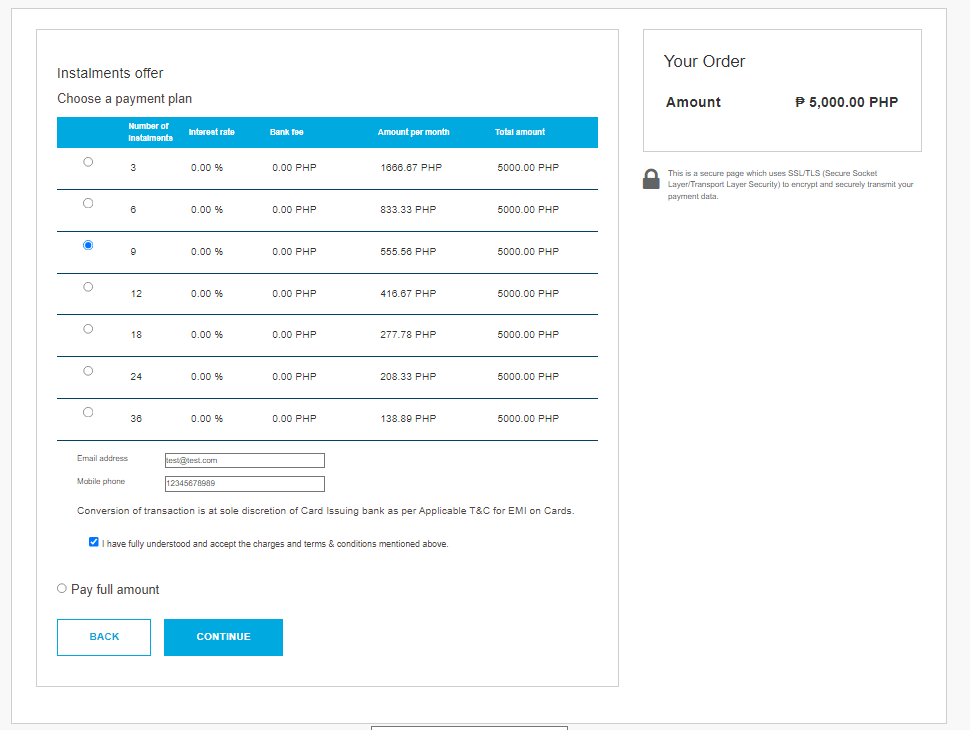 Instalments offer
Choose a payment plan
Number of Instalments Interest rate Bank fee Amount per month Total amount
3 0.00 % 0.00 PHP 1666.67 PHP 5000.00 PHP
6 0.00 % 0.00 PHP 833.33 PHP 5000.00 PHP
9 0.00 % 0.00 PHP 555.56 PHP 5000.00 PHP
12 0.00 % 0.00 PHP 416.67 PHP 5000.00 PHP
18 0.00 % 0.00 PHP 277.78 PHP 5000.00 PHP
24 0.00 % 0.00 PHP 208.33 PHP 5000.00 PHP
36 0.00 % 0.00 PHP 138.89 PHP 5000.00 PHP
Email address test@test.com
Mobile phone 12345678989
Conversion of transaction is at sole discretion of Card Issuing bank as per Applicable T&C for EMI on Cards.
I have fully understood and accept the charges and terms & conditions mentioned above.
Pay full amount
BACK CONTINUE
Your Order
Amount ₱ 5,000.00 PHP
This is a secure page which uses SSL/TLS (Secure Socket
Layer/Transport Layer Security) to encrypt and securely transmit your
payment data.